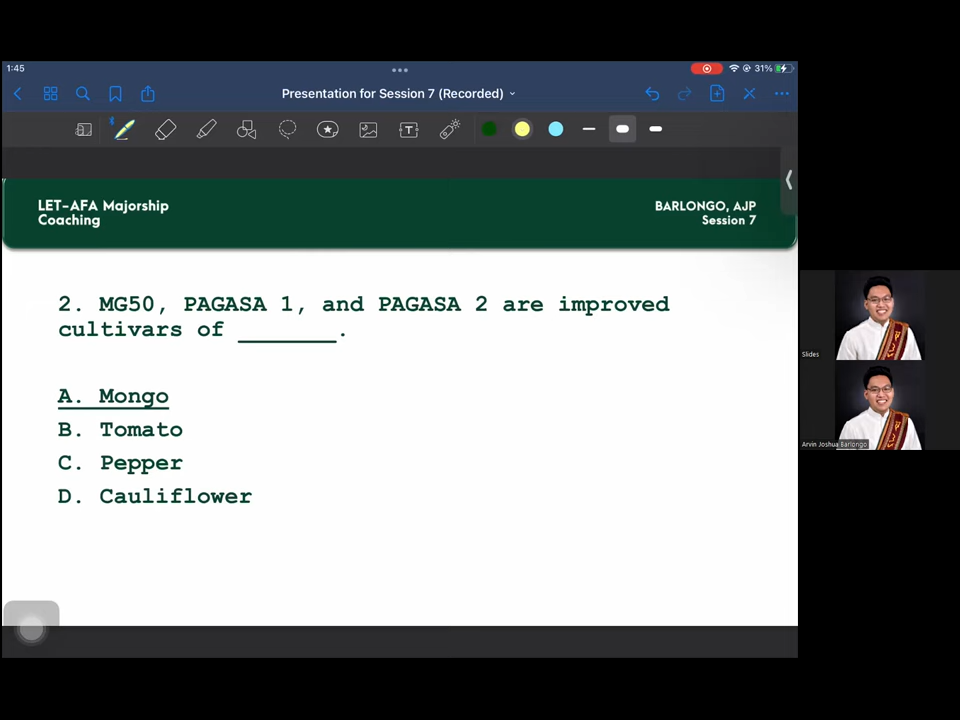 1:45
31%
Presentation for Session 7 (Recorded)
T
LET-AFA Majorship
Coaching
BARLONGO, AJP
Session 7
2. MG50, PAGASA 1, and PAGASA 2 are improved
cultivars of _______.
A. Mongo
B. Tomato
C. Pepper
D. Cauliflower
Slides
Arvin Joshua Barlongo